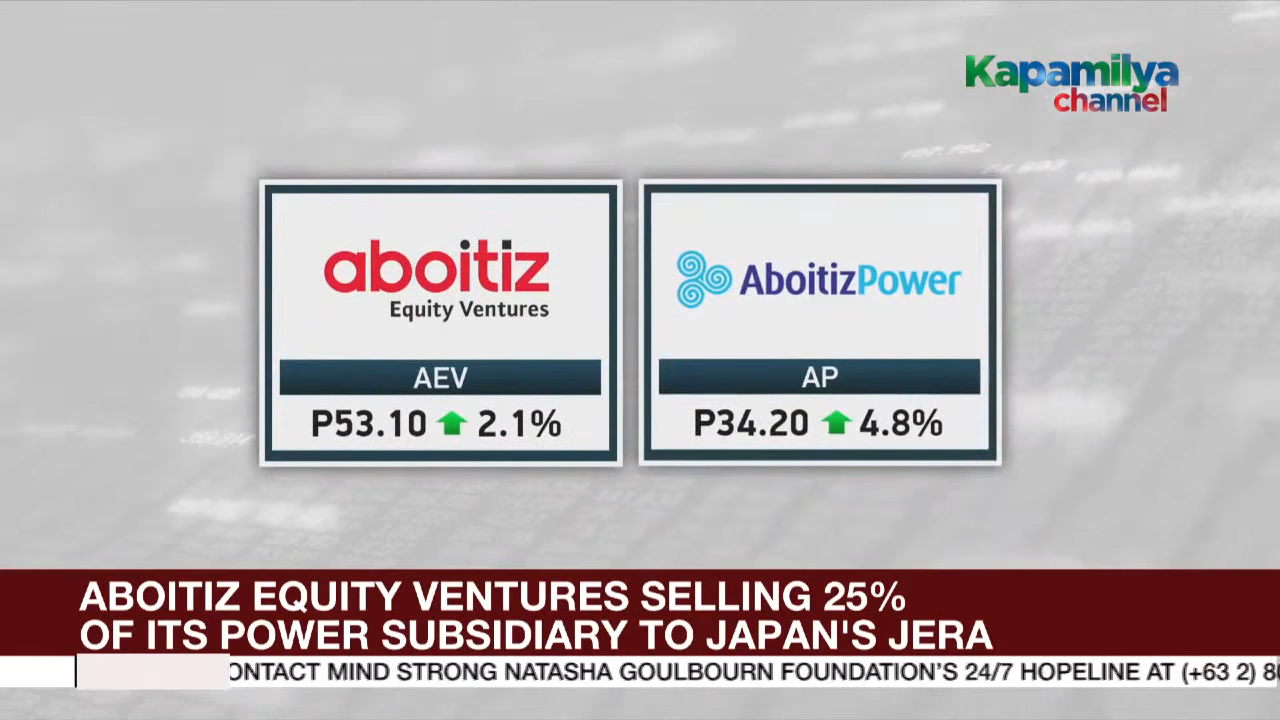 Kapamilya
channel
aboitiz
Equity Ventures
AEV
P53.10 2.1%
AboitizPower
AP
P34.20 4.8%
ABOITIZ EQUITY VENTURES SELLING 25%
OF ITS POWER SUBSIDIARY TO JAPAN'S JERA
ONTACT MIND STRONG NATASHA GOULBOURN FOUNDATION'S 24/7 HOPELINE AT (+63 2) 8